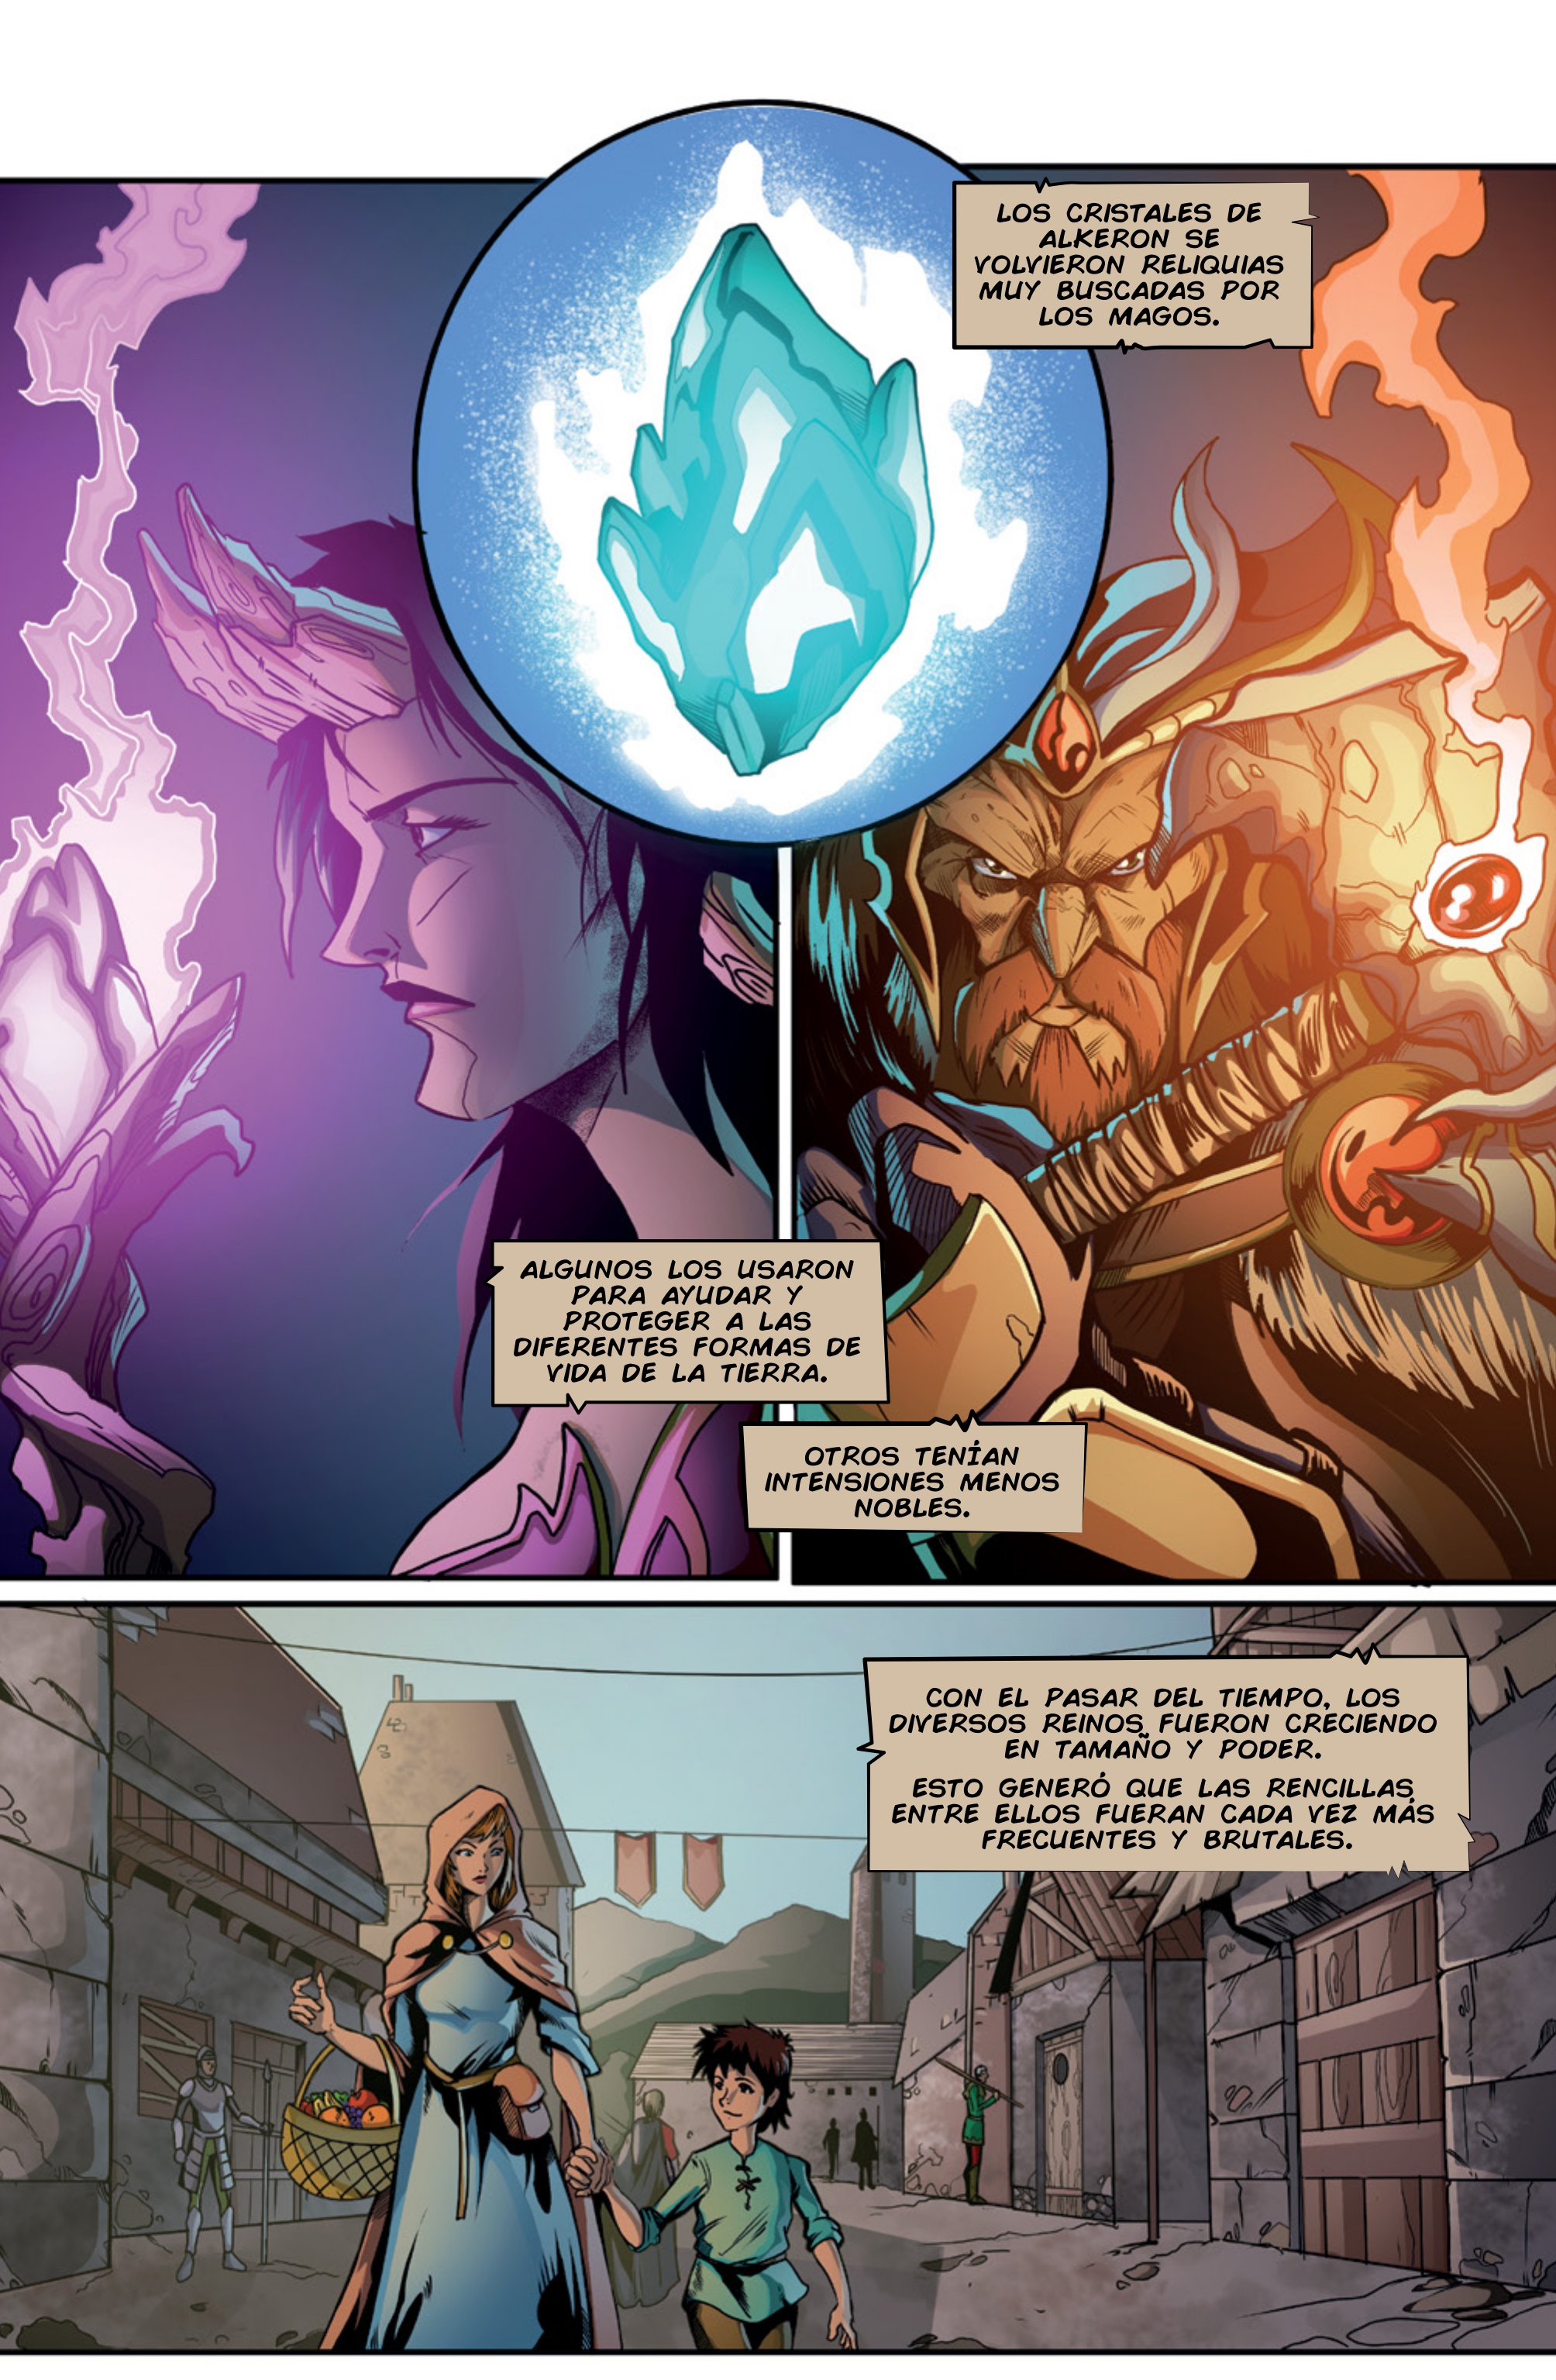 LOS CRISTALES DE
ALKERON SE
VOLVIERON RELIQUIAS
MUY BUSCADAS POR
LOS MAGOS.
ALGUNOS LOS USARON
PARA AYUDAR Y
PROTEGER A LAS
DIFERENTES FORMAS DE
VIDA DE LA TIERRA.
OTROS TENÍAN
INTENSIONES MENOS
NOBLES.
CON EL PASAR DEL TIEMPO, LOS
DIVERSOS REINOS FUERON CRECIENDO
EN TAMAÑO Y PODER.
ESTO GENERÓ QUE LAS RENCILLAS
ENTRE ELLOS FUERAN CADA VEZ MÁS
FRECUENTES Y BRUTALES.